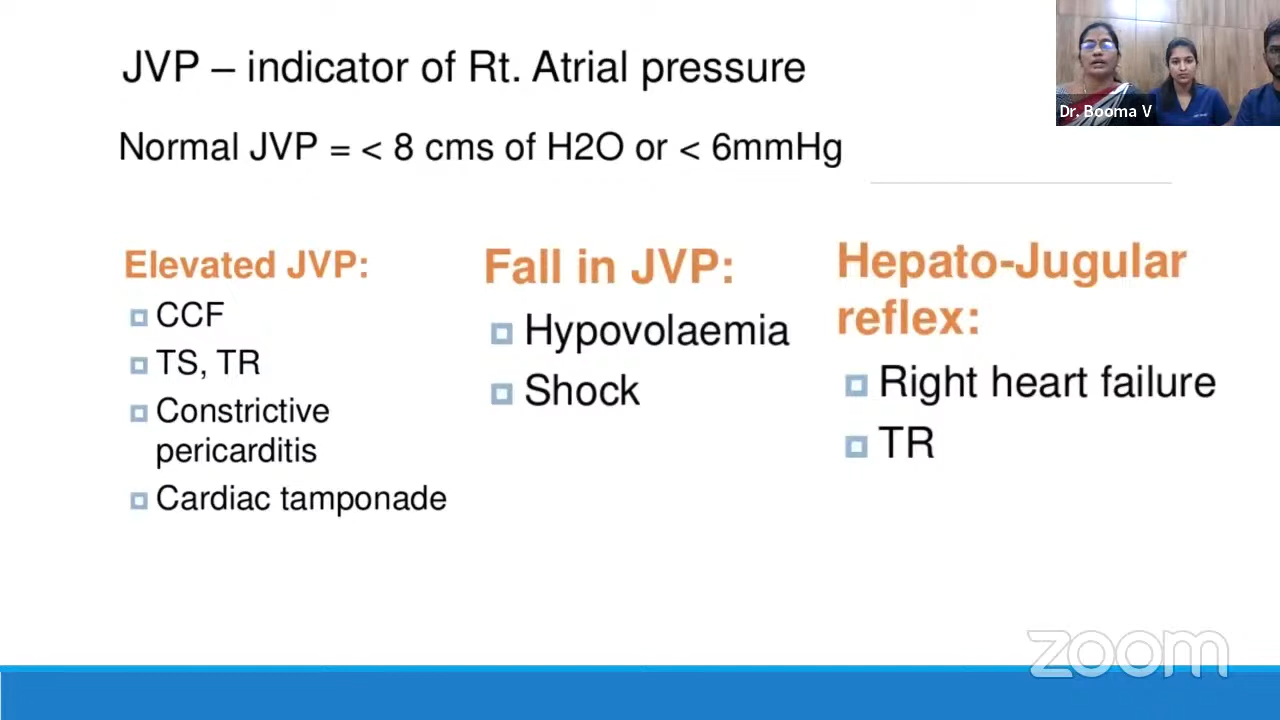 JVP – indicator of Rt. Atrial pressure
Dr. Booma V
Normal JVP = < 8 cms of H2O or < 6mmHg
Elevated JVP:
CCF
TS, TR
Constrictive
pericarditis
Cardiac tamponade
Fall in JVP:
Hypovolaemia
Shock
Hepato-Jugular
reflex:
Right heart failure
TR
zoom